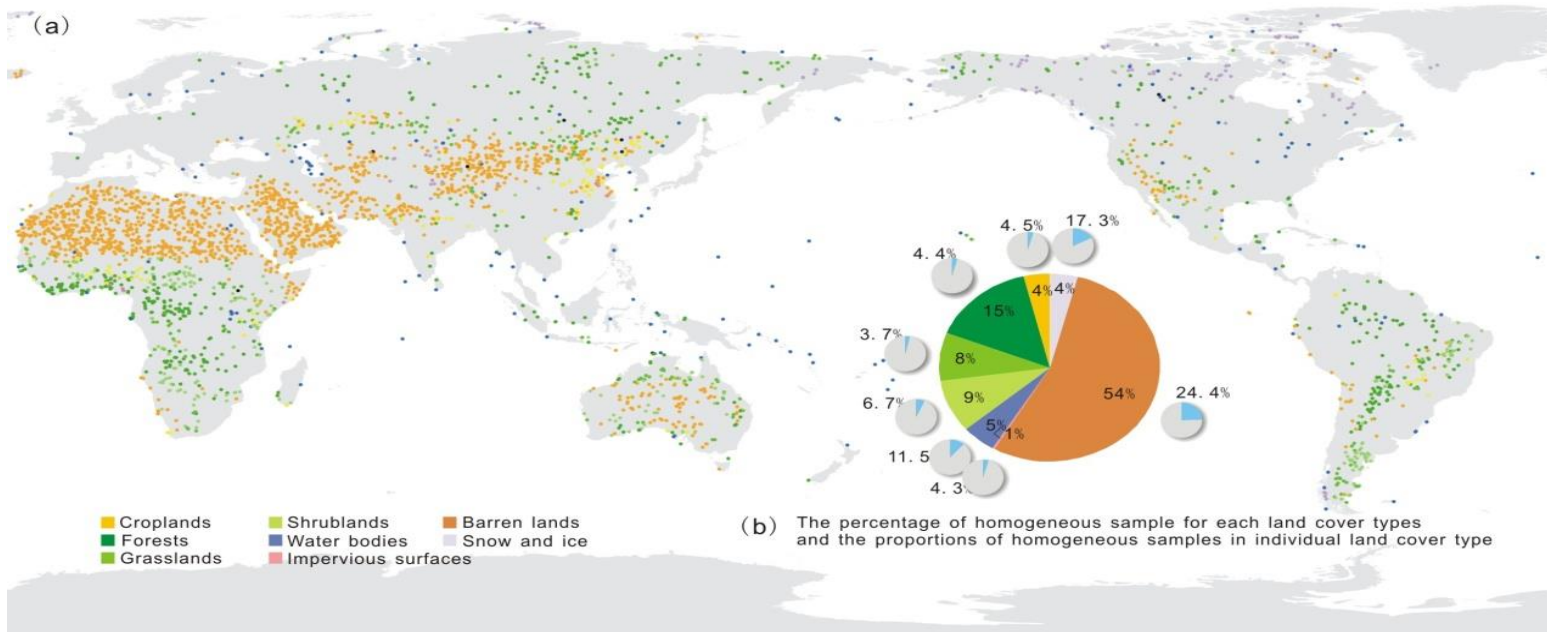 (a)
4. 5%
17. 3%
4. 4%
4%
4%
15%
3. 7%
8%
54%
24. 4%
6. 7%
9%
5%
<1%
11. 5
4. 3%
Croplands
Shrublands
Barren lands
Forests
Water bodies
Snow and ice
Grasslands
Impervious surfaces
(b) The percentage of homogeneous sample for each land cover types
and the proportions of homogeneous samples in individual land cover type